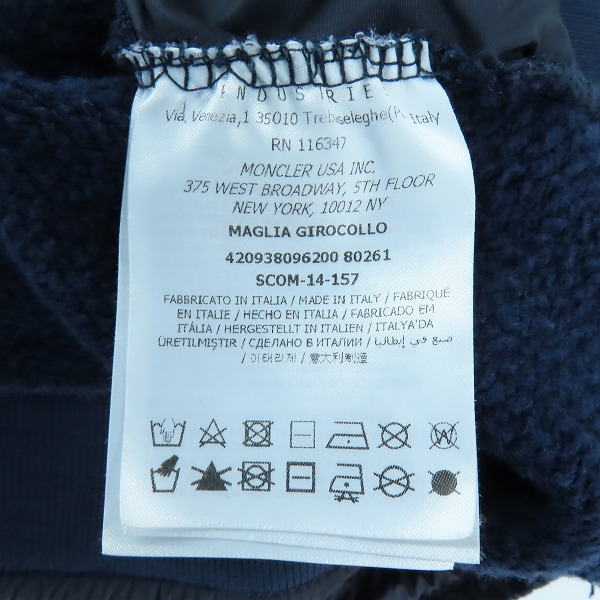 INDUSTRIE
Via Venezia,1 35010 Trebaseleghe(P Italy
RN 116347
MONCLER USA INC.
375 WEST BROADWAY, 5TH FLOOR
NEW YORK, 10012 NY
MAGLIA GIROCOLLO
420938096200 80261
SCOM-14-157
FABBRICATO IN ITALIA / MADE IN ITALY / FABRIQUÉ
EN ITALIE / HECHO EN ITALIA / FABRICADO EM
ITÁLIA / HERGESTELLT IN ITALIEN / ITALYA'DA
ÜRETILMIŞTIR / СДЕЛАНО В ИТАЛИИ / صنع في إيطاليا
/ 이태리제 / 意大利制造
W